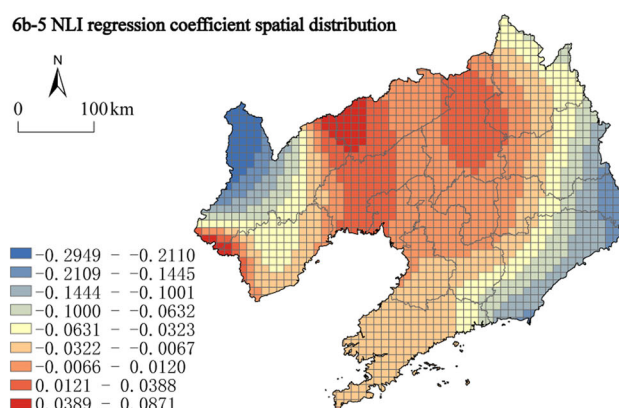 6b-5 NLI regression coefficient spatial distribution
N
0 100km
-0.2949 - -0.2110
-0.2109 - -0.1445
-0.1444 - -0.1001
-0.1000 - -0.0632
-0.0631 - -0.0323
-0.0322 - -0.0067
-0.0066 - 0.0120
0.0121 - 0.0388
0.0389 - 0.0871